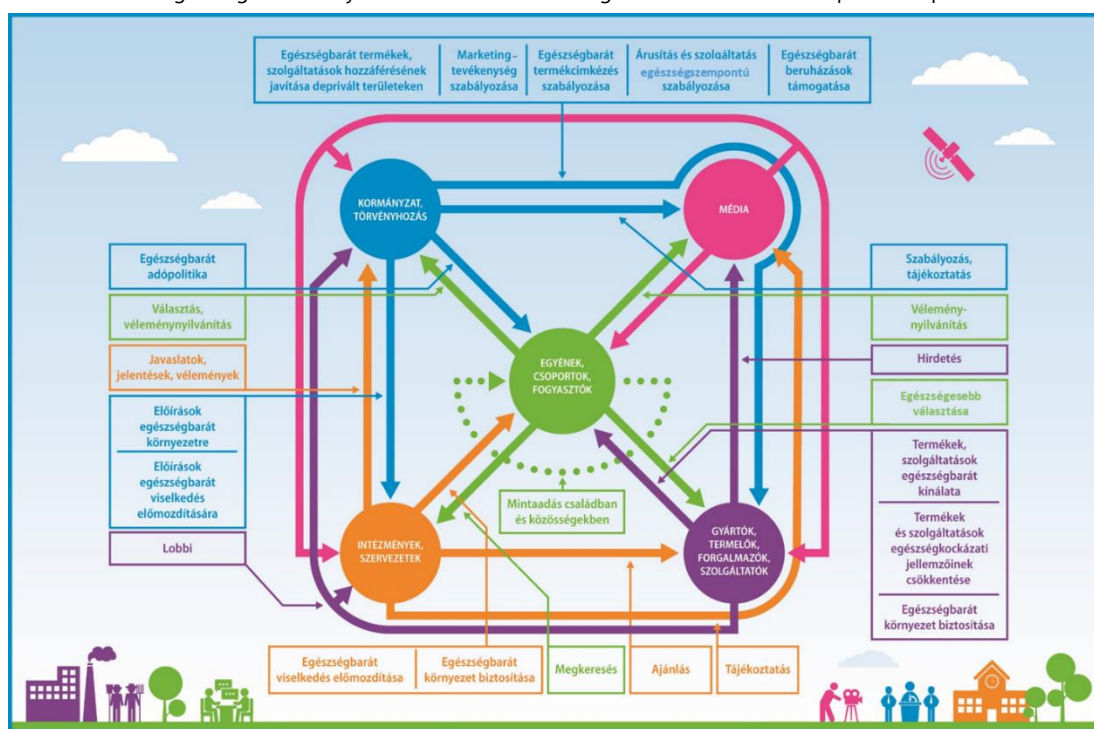 Egészségbarát termékek,
szolgáltatások hozzáférésének
javítása deprivált területeken
Marketing-
tevékenység
szabályozása
Egészségbarát
termékcimkézés
szabályozása
Árusítás és szolgáltatás
egészségszempontú
szabályozása
Egészségbarát
beruházások
támogatása
KORMÁNYZAT,
TÖRVÉNYHOZÁS
MÉDIA
Egészségbarát
adópolitika
Választás,
véleménynyilvánítás
Javaslatok,
jelentések, vélemények
Előírások
egészségbarát
környezetre
Előírások
egészségbarát
viselkedés
előmozdítására
Lobbi
EGYÉNEK,
CSOPORTOK,
FOGYASZTÓK
Mintaadás családban
és közösségekben
Szabályozás,
tájékoztatás
Vélemény-
nyilvánítás
Hirdetés
Egészségesebb
választása
Termékek,
szolgáltatások
egészségbarát
kínálata
Termékek
és szolgáltatások
egészségkockázati
jellemzőinek
csökkentése
Egészségbarát
környezet biztosítása
INTÉZMÉNYEK,
SZERVEZETEK
GYÁRTÓK,
TERMELŐK,
FORGALMAZÓK,
SZOLGÁLTATÓK
Egészségbarát
viselkedés előmozdítása
Egészségbarát
környezet biztosítása
Megkeresés
Ajánlás
Tájékoztatás